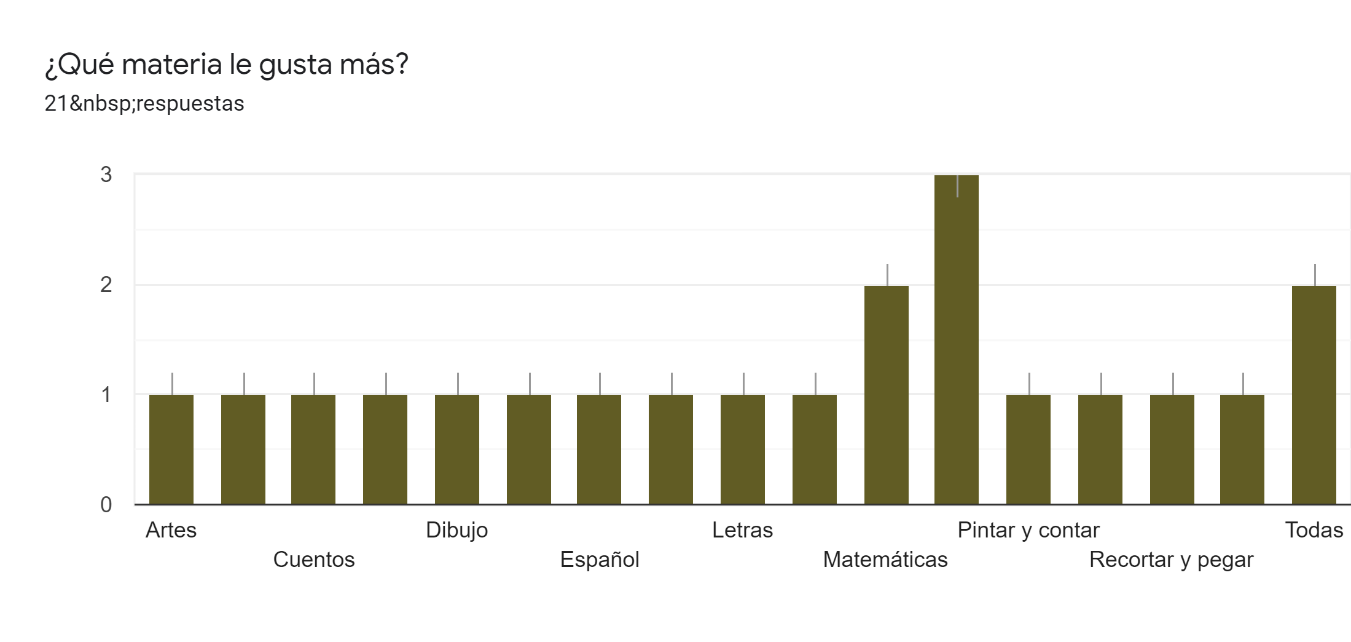 ¿Qué materia le gusta más?
21&nbsp;respuestas
3
2
1
0
Artes
Cuentos
Dibujo
Español
Letras
Matemáticas
Pintar y contar
Recortar y pegar
Todas